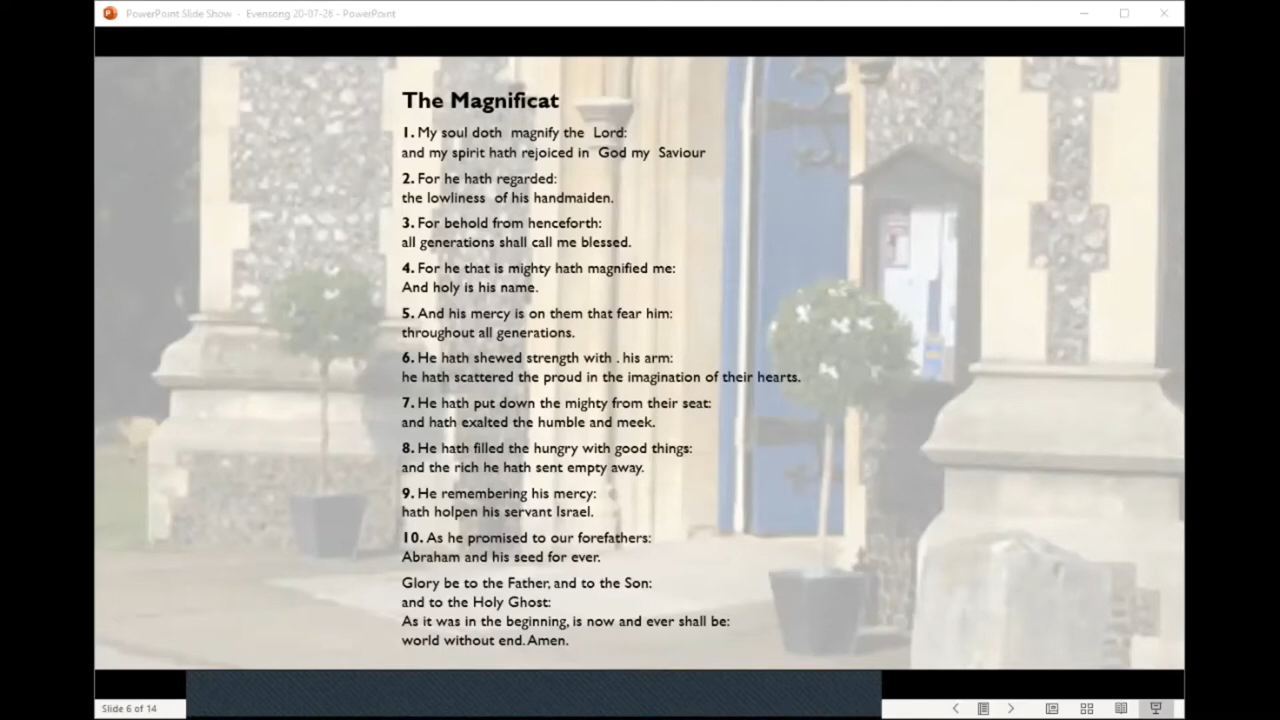 PowerPoint Slide Show - Evensong 20-07-26 - PowerPoint
The Magnificat
1. My soul doth magnify the Lord:
and my spirit hath rejoiced in God my Saviour
2. For he hath regarded:
the lowliness of his handmaiden.
3. For behold from henceforth:
all generations shall call me blessed.
4. For he that is mighty hath magnified me:
And holy is his name.
5. And his mercy is on them that fear him:
throughout all generations.
6. He hath shewed strength with . his arm:
he hath scattered the proud in the imagination of their hearts.
7. He hath put down the mighty from their seat:
and hath exalted the humble and meek.
8. He hath filled the hungry with good things:
and the rich he hath sent empty away.
9. He remembering his mercy:
hath holpen his servant Israel.
10. As he promised to our forefathers:
Abraham and his seed for ever.
Glory be to the Father, and to the Son:
and to the Holy Ghost:
As it was in the beginning, is now and ever shall be:
world without end. Amen.
Slide 6 of 14